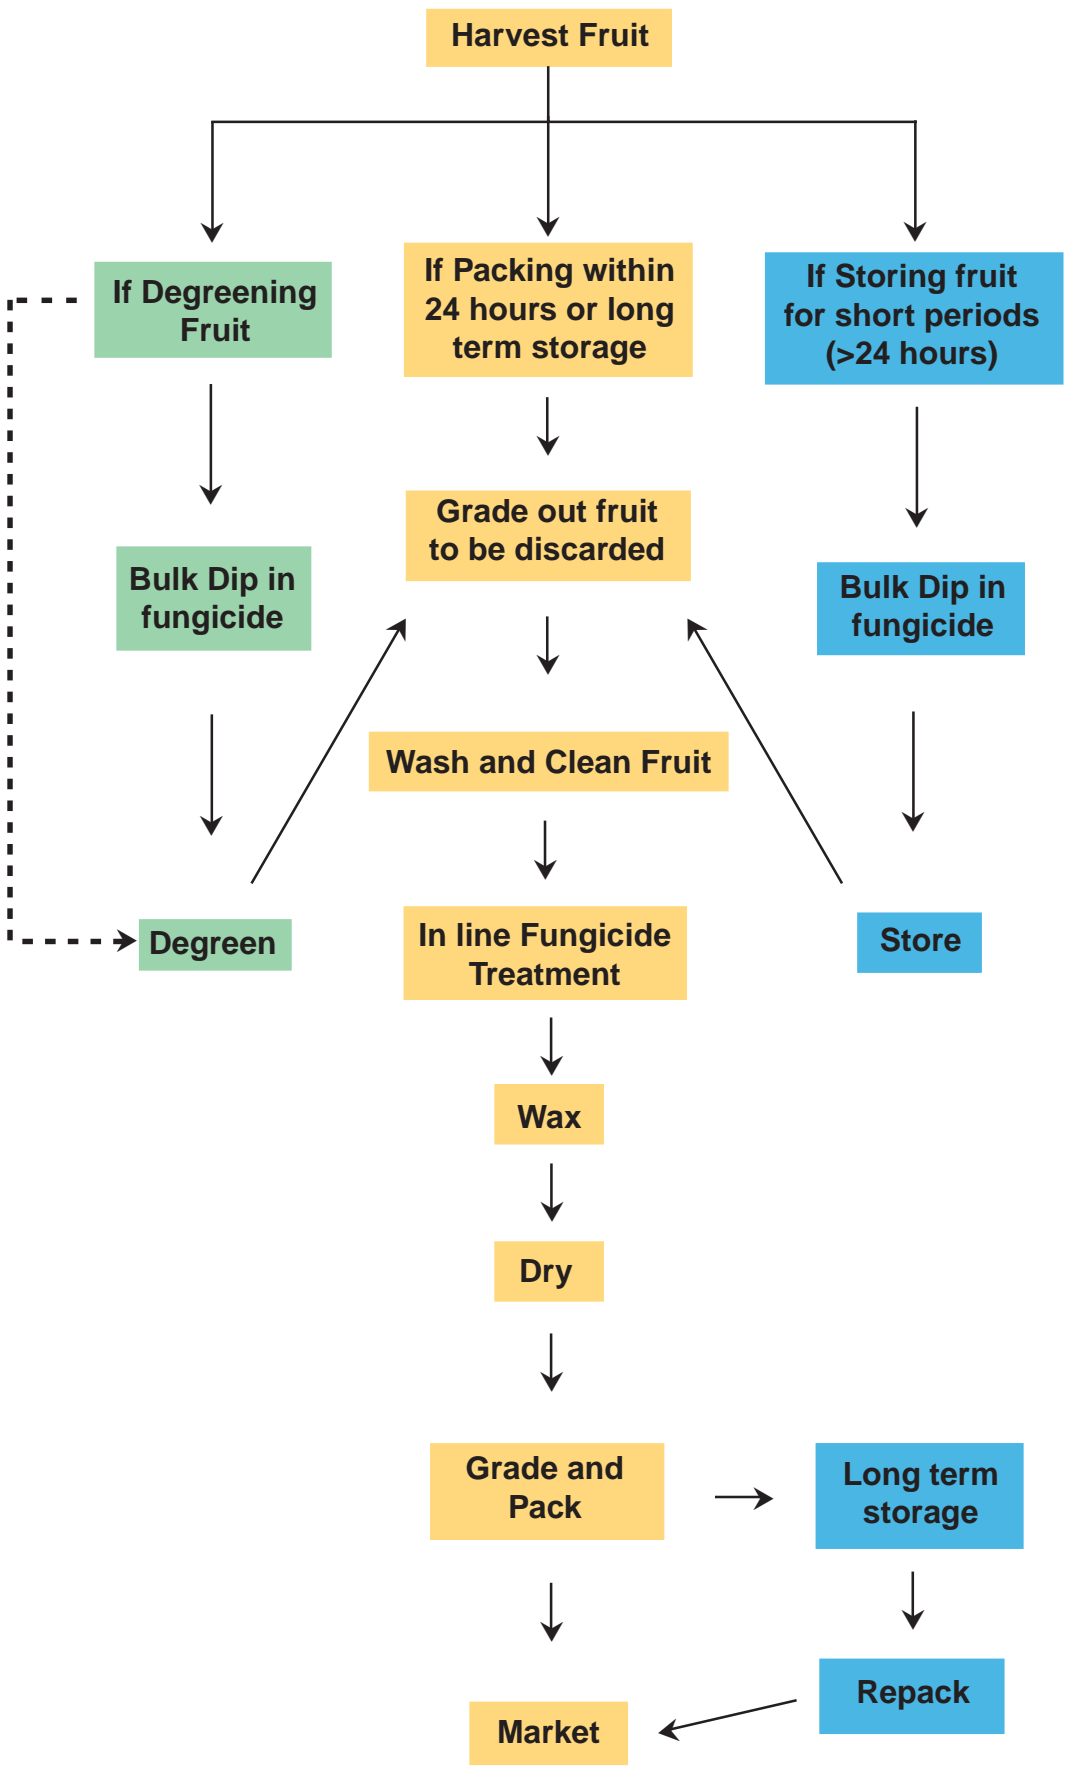 Harvest Fruit
If Degreening
Fruit
If Packing within
24 hours or long
term storage
If Storing fruit
for short periods
(>24 hours)
Grade out fruit
to be discarded
Bulk Dip in
fungicide
Bulk Dip in
fungicide
Wash and Clean Fruit
Degreen
In line Fungicide
Treatment
Store
Wax
Dry
Grade and
Pack
Long term
storage
Repack
Market